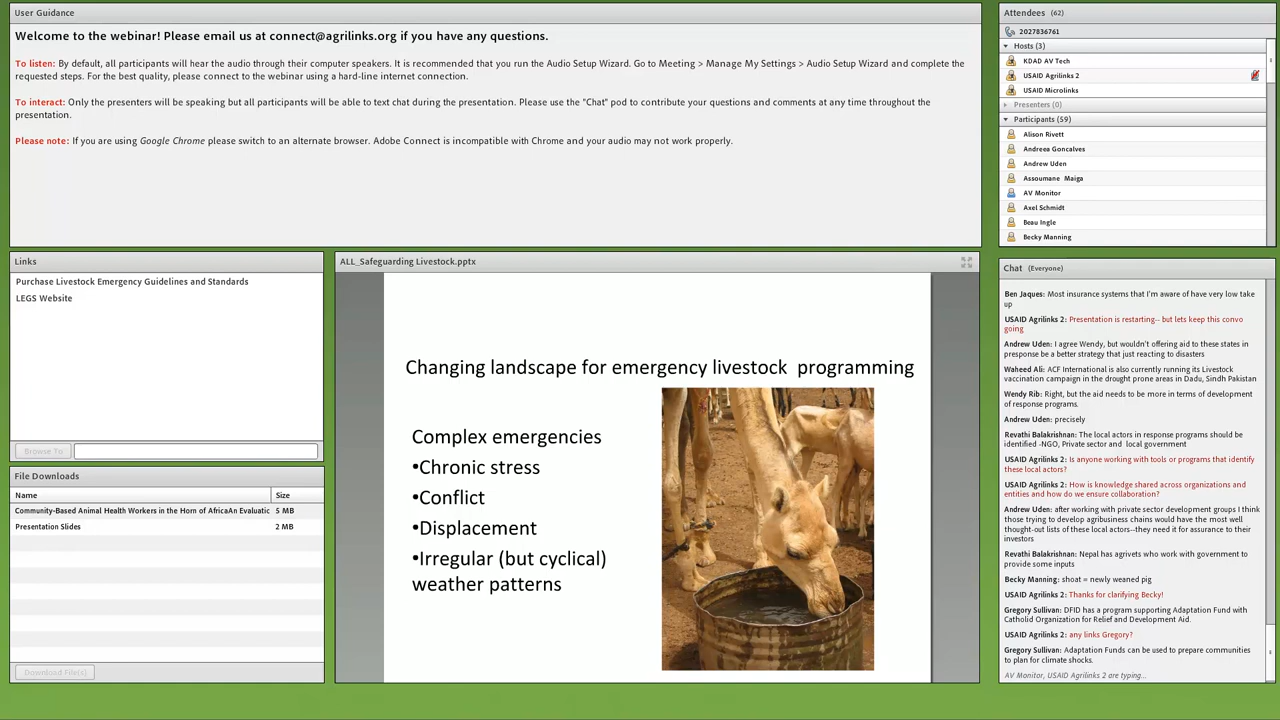 User Guidance
Welcome to the webinar! Please email us at connect@agrilinks.org if you have any questions.
To listen: By default, all participants will hear the audio through the computer speakers. It is recommended that you run the Audio Setup Wizard. Go to Meeting > Manage My Settings > Audio Setup Wizard and complete the
requested steps. For the best quality, please connect to the webinar using a hard-line internet connection.
To interact: Only the presenters will be speaking but all participants will be able to text chat during the presentation. Please use the "Chat" pod to contribute your questions and comments at any time throughout the
presentation.
Please note: If you are using Google Chrome please switch to an alternate browser. Adobe Connect is incompatible with Chrome and your audio may not work properly.
Links
Purchase Livestock Emergency Guidelines and Standards
LEGS Website
Browse To
File Downloads
Name Size
Community-Based Animal Health Workers in the Horn of AfricaAn Evaluatic 5 MB
Presentation Slides 2 MB
Download File(s)
ALL_Safeguarding Livestock.pptx
Changing landscape for emergency livestock programming
Complex emergencies
•Chronic stress
•Conflict
•Displacement
•Irregular (but cyclical)
weather patterns
Attendees (62)
2027836761
Hosts (3)
KDAD AV Tech
USAID Agrilinks 2
USAID Microlinks
Presenters (0)
Participants (59)
Alison Rivett
Andreea Goncalves
Andrew Uden
Assoumane Maiga
AV Monitor
Axel Schmidt
Beau Ingle
Becky Manning
Chat (Everyone)
Ben Jaques: Most insurance systems that I'm aware of have very low take
up
USAID Agrilinks 2: Presentation is restarting-- but lets keep this convo
going
Andrew Uden: I agree Wendy, but wouldn't offering aid to these states in
presponse be a better strategy that just reacting to disasters
Waheed Ali: ACF International is also currently running its Livestock
vaccination campaign in the drought prone areas in Dadu, Sindh Pakistan
Wendy Rib: Right, but the aid needs to be more in terms of development
of response programs.
Andrew Uden: precisely
Revathi Balakrishnan: The local actors in response programs should be
identified -NGO, Private sector and local government
USAID Agrilinks 2: Is anyone working with tools or programs that identify
these local actors?
USAID Agrilinks 2: How is knowledge shared across organizations and
entities and how do we ensure collaboration?
Andrew Uden: after working with private sector development groups I think
those trying to develop agribusiness chains would have the most well
thought-out lists of these local actors--they need it for assurance to their
investors
Revathi Balakrishnan: Nepal has agrivets who work with government to
provide some inputs
Becky Manning: shoat = newly weaned pig
USAID Agrilinks 2: Thanks for clarifying Becky!
Gregory Sullivan: DFID has a program supporting Adaptation Fund with
Catholid Organization for Relief and Development Aid.
USAID Agrilinks 2: any links Gregory?
Gregory Sullivan: Adaptation Funds can be used to prepare communities
to plan for climate shocks.
AV Monitor, USAID Agrilinks 2 are typing...